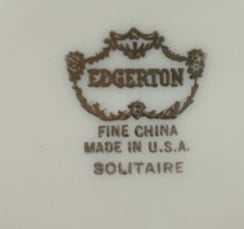 EDGERTON
FINE CHINA
MADE IN U.S.A.
SOLITAIRE